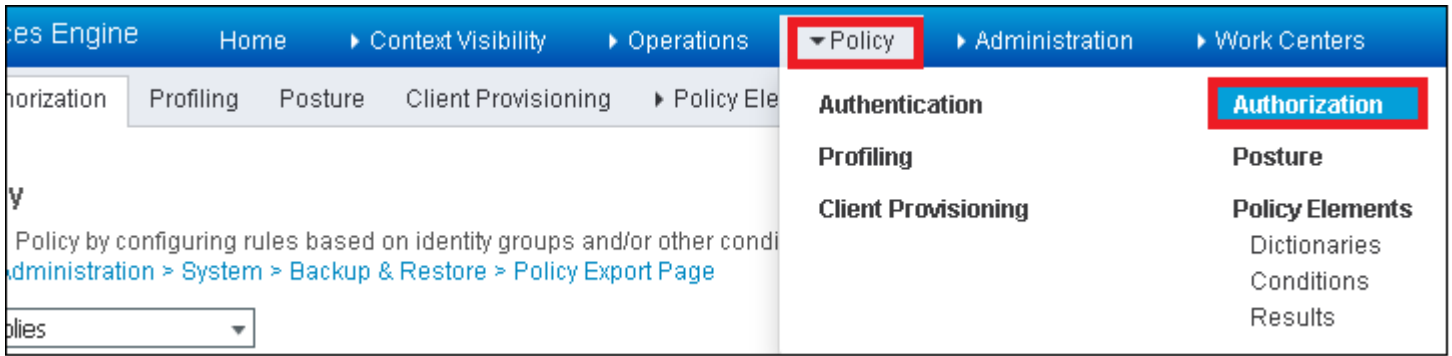 ces Engine Home Context Visibility Operations Policy Administration Work Centers
horization Profiling Posture Client Provisioning Policy Ele
Authentication Authorization
Profiling Posture
Client Provisioning Policy Elements
Dictionaries
Conditions
Results
y
Policy by configuring rules based on identity groups and/or other condi
Administration > System > Backup & Restore > Policy Export Page
plies